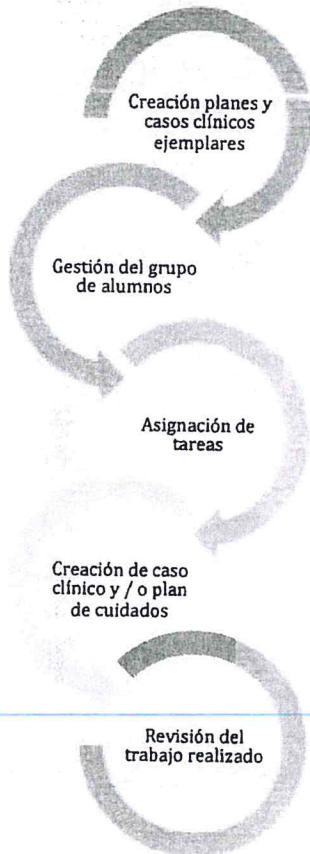 Creación planes y
casos clínicos
ejemplares
Gestión del grupo
de alumnos
Asignación de
tareas
Creación de caso
clínico y / o plan
de cuidados
Revisión del
trabajo realizado